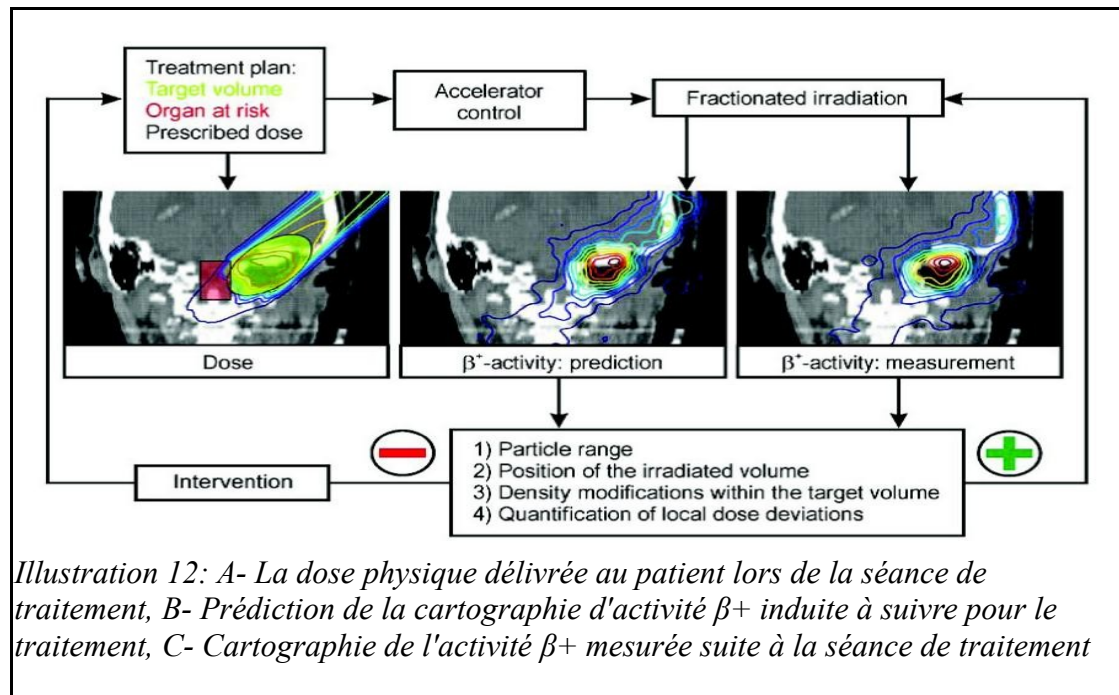 Treatment plan:
Target volume
Organ at risk
Prescribed dose
Accelerator
control
Fractionated irradiation
Dose
β⁺-activity: prediction
β⁺-activity: measurement
Intervention
1) Particle range
2) Position of the irradiated volume
3) Density modifications within the target volume
4) Quantification of local dose deviations
Illustration 12: A- La dose physique délivrée au patient lors de la séance de
traitement, B- Prédiction de la cartographie d'activité β+ induite à suivre pour le
traitement, C- Cartographie de l'activité β+ mesurée suite à la séance de traitement